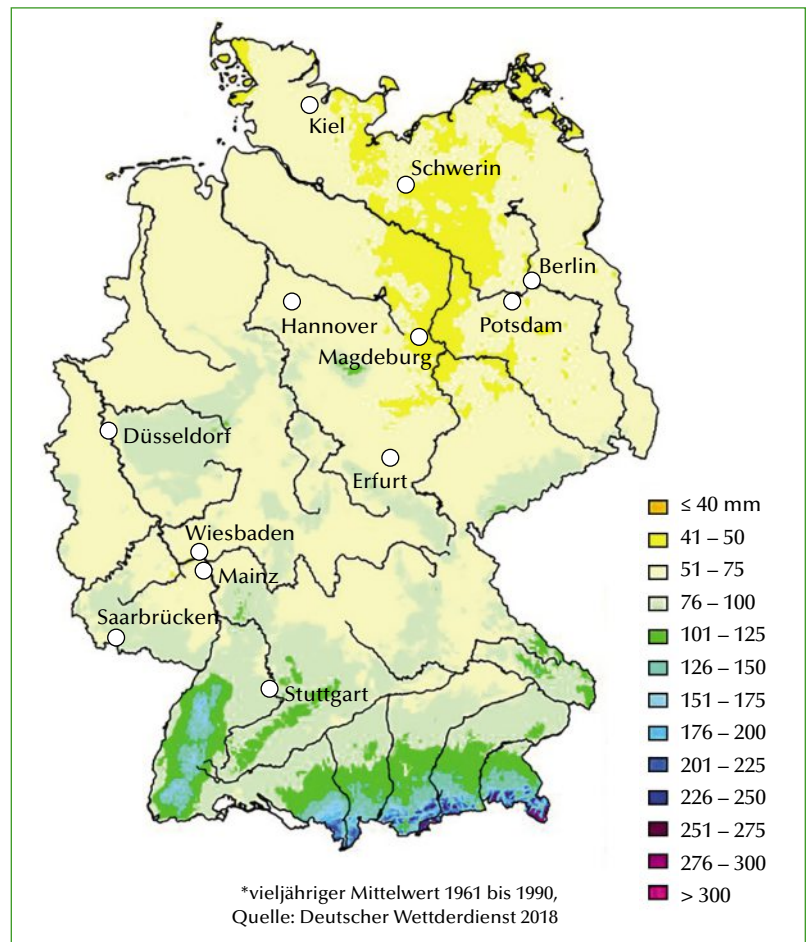 Kiel
Schwerin
Berlin
Hannover
Potsdam
Magdeburg
Düsseldorf
Erfurt
Wiesbaden
Mainz
Saarbrücken
Stuttgart
≤ 40 mm
41 – 50
51 – 75
76 – 100
101 – 125
126 – 150
151 – 175
176 – 200
201 – 225
226 – 250
251 – 275
276 – 300
> 300
*vieljähriger Mittelwert 1961 bis 1990,
Quelle: Deutscher Wettderdienst 2018